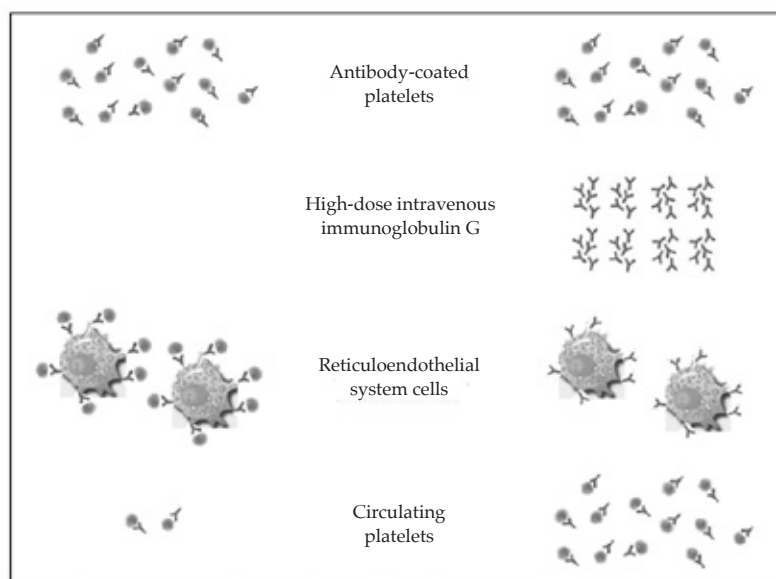 Antibody-coated
platelets
High-dose intravenous
immunoglobulin G
Reticuloendothelial
system cells
Circulating
platelets